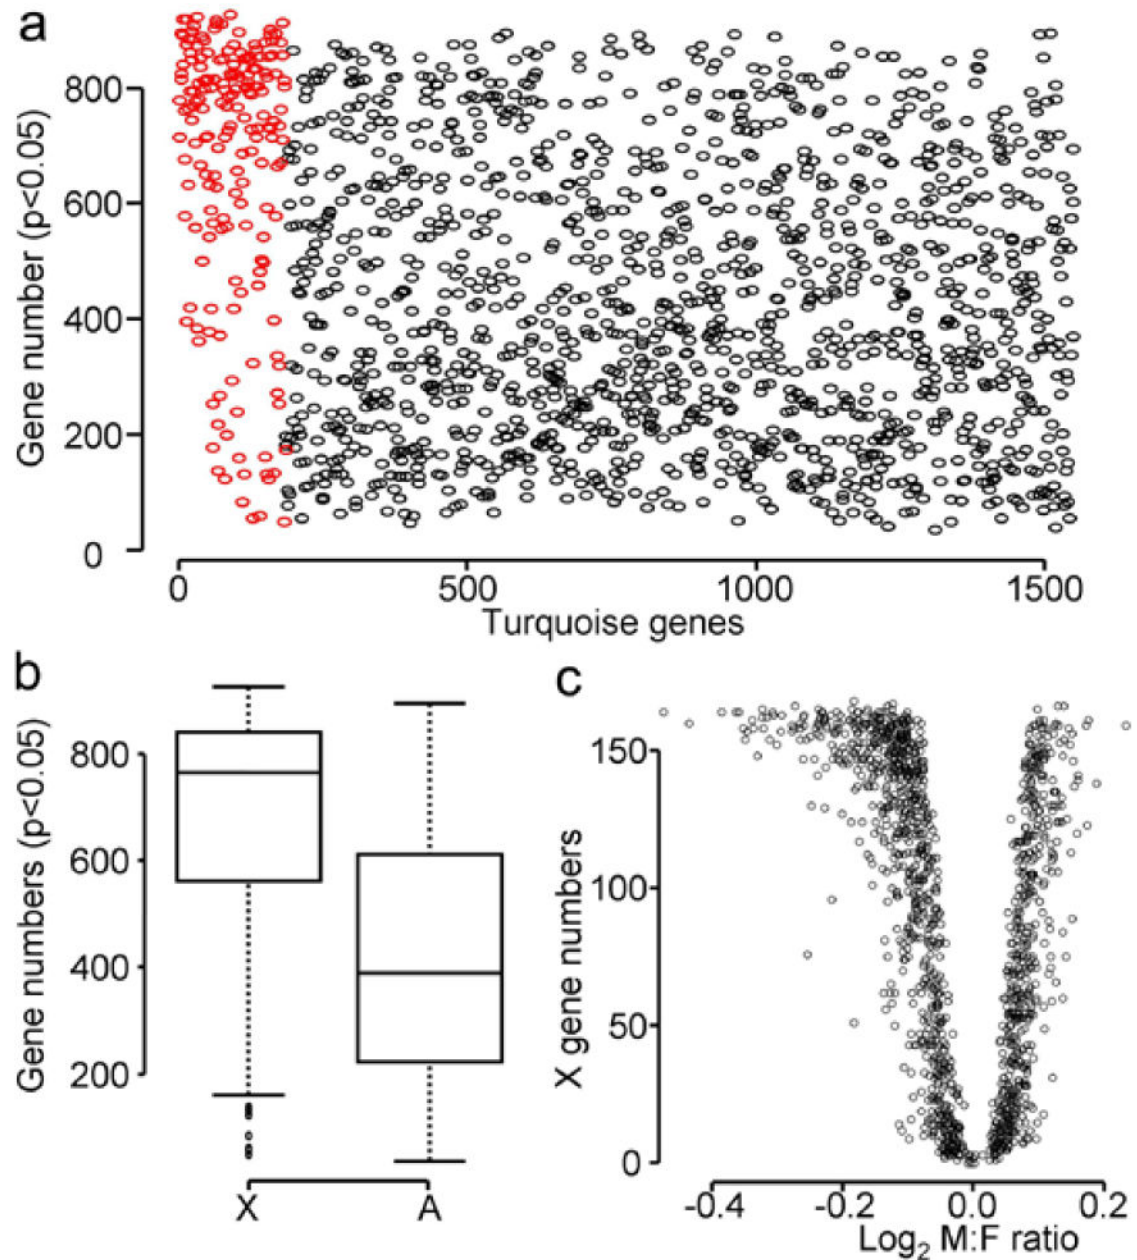 a
Gene number (p<0.05)
800
600
400
200
0
0 500 1000 1500
Turquoise genes
b
Gene numbers (p<0.05)
800
600
400
200
X A
c
X gene numbers
150
100
50
0
-0.4 -0.2 0.0 0.2
Log2 M:F ratio